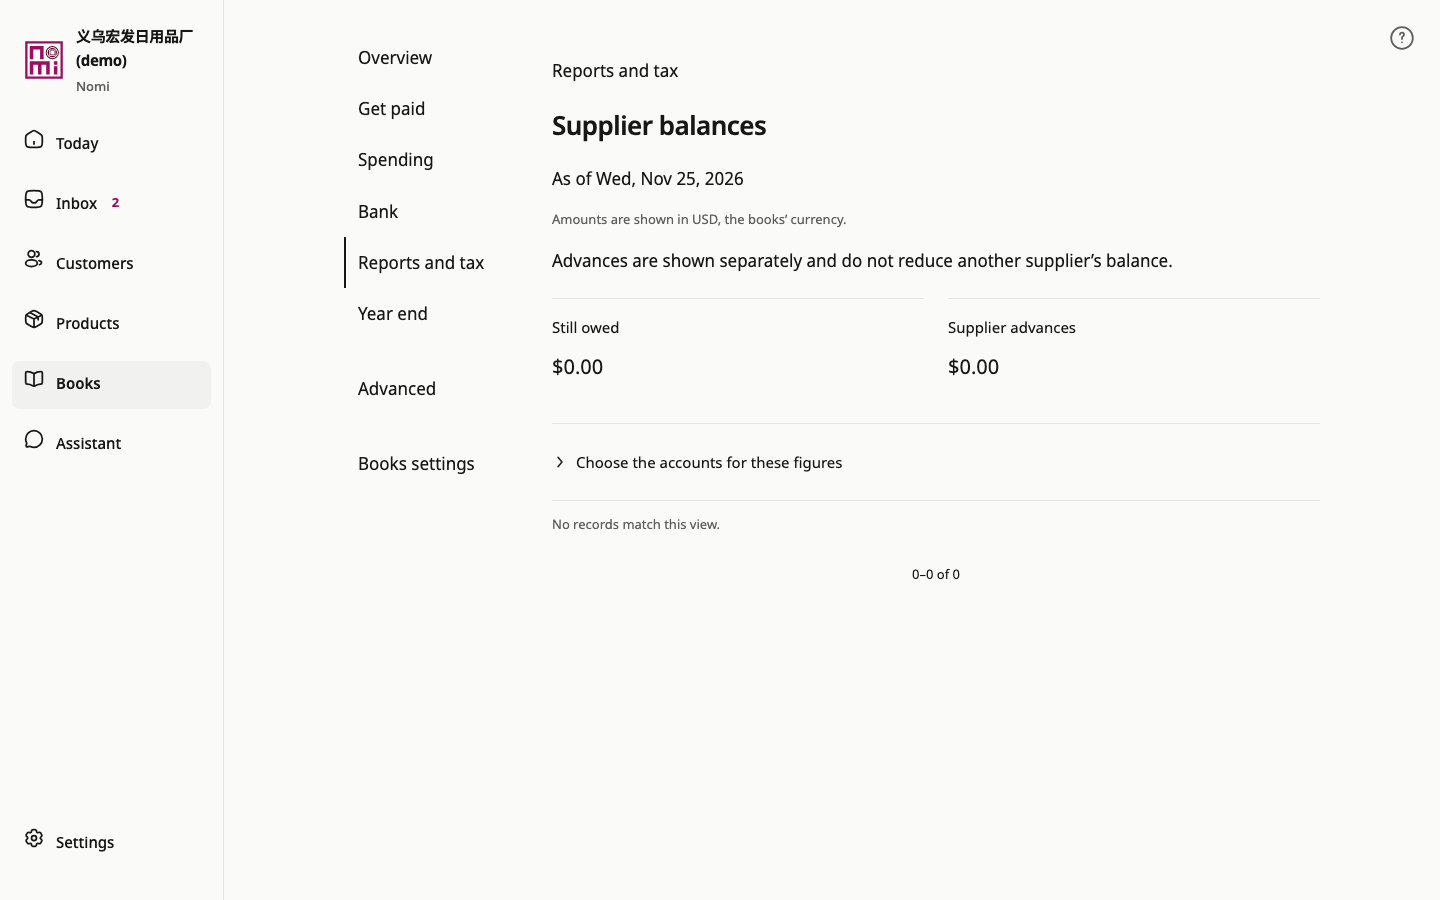 义乌宏发日用品厂
(demo)
Nomi
Today
Inbox 2
Customers
Products
Books
Assistant
Settings
Overview
Get paid
Spending
Bank
Reports and tax
Year end
Advanced
Books settings
Reports and tax
Supplier balances
As of Wed, Nov 25, 2026
Amounts are shown in USD, the books’ currency.
Advances are shown separately and do not reduce another supplier’s balance.
Still owed
$0.00
Supplier advances
$0.00
Choose the accounts for these figures
No records match this view.
0–0 of 0